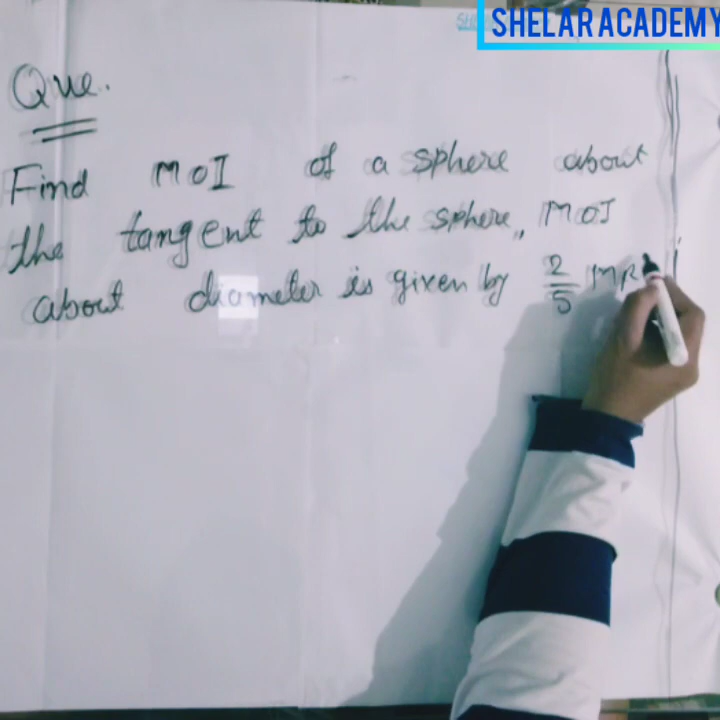 SHELAR ACADEMY
Que.
Find MOI of a sphere about
the tangent to the sphere,, MOI
about diameter is given by 2/5 MR